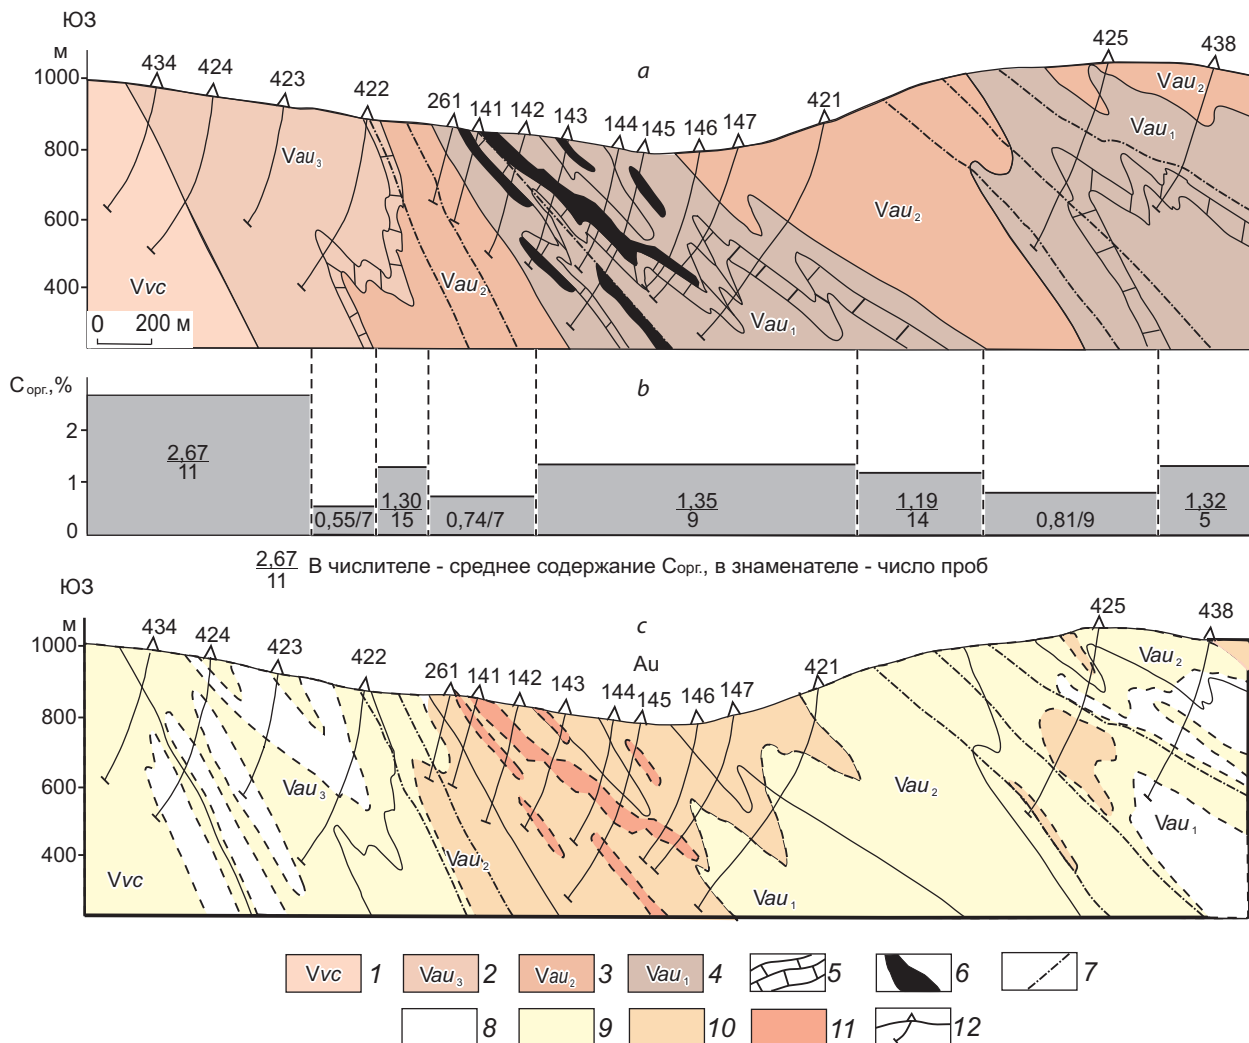 ЮЗ
м
a
434 424 423 422 261 141 142 143 144 145 146 147 421 425 438
1000
800
600
400
Vau₃
Vau₂
Vau₁
Vau₂
Vvc
Vau₂
Vau₁
0 200 м
b
Cорг.,%
2
1
0
2,67
11
0,55/7
1,30
15
0,74/7
1,35
9
1,19
14
0,81/9
1,32
5
2,67
11
В числителе - среднее содержание Cорг., в знаменателе - число проб
ЮЗ
м
c
Au
434 424 423 422 261 141 142 143 144 145 146 147 421 425 438
1000
800
600
400
Vau₂
Vau₃
Vau₂
Vau₁
Vau₂
Vvc
Vau₁
Vvc 1 Vau₃ 2 Vau₂ 3 Vau₁ 4 5 6 7
8 9 10 11 12